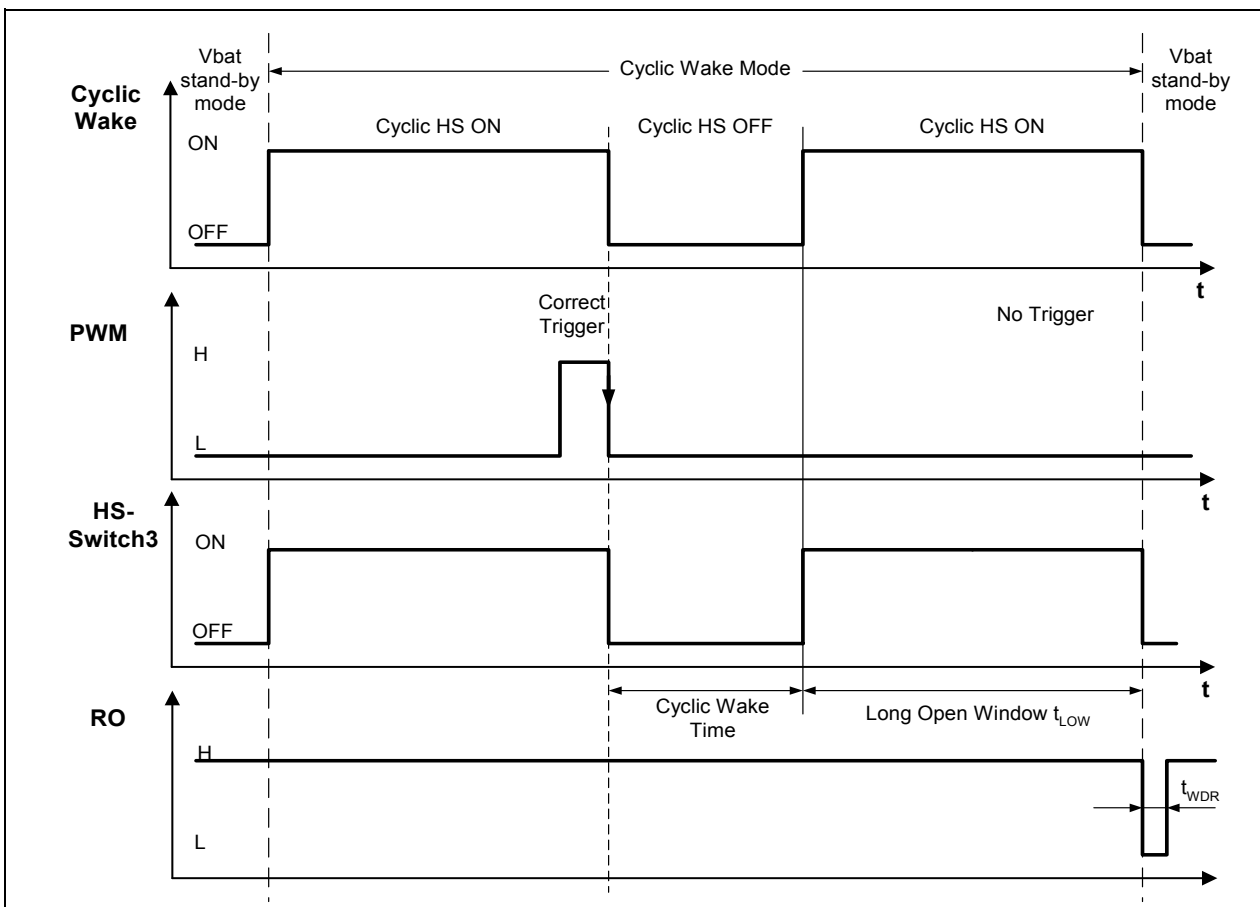 Vbat
stand-by
mode
Cyclic Wake Mode
Vbat
stand-by
mode
Cyclic
Wake
Cyclic HS ON
Cyclic HS OFF
Cyclic HS ON
ON
OFF
t
PWM
Correct
Trigger
No Trigger
H
L
t
HS-
Switch3
ON
OFF
t
RO
Cyclic Wake
Time
Long Open Window tLOW
H
tWDR
L